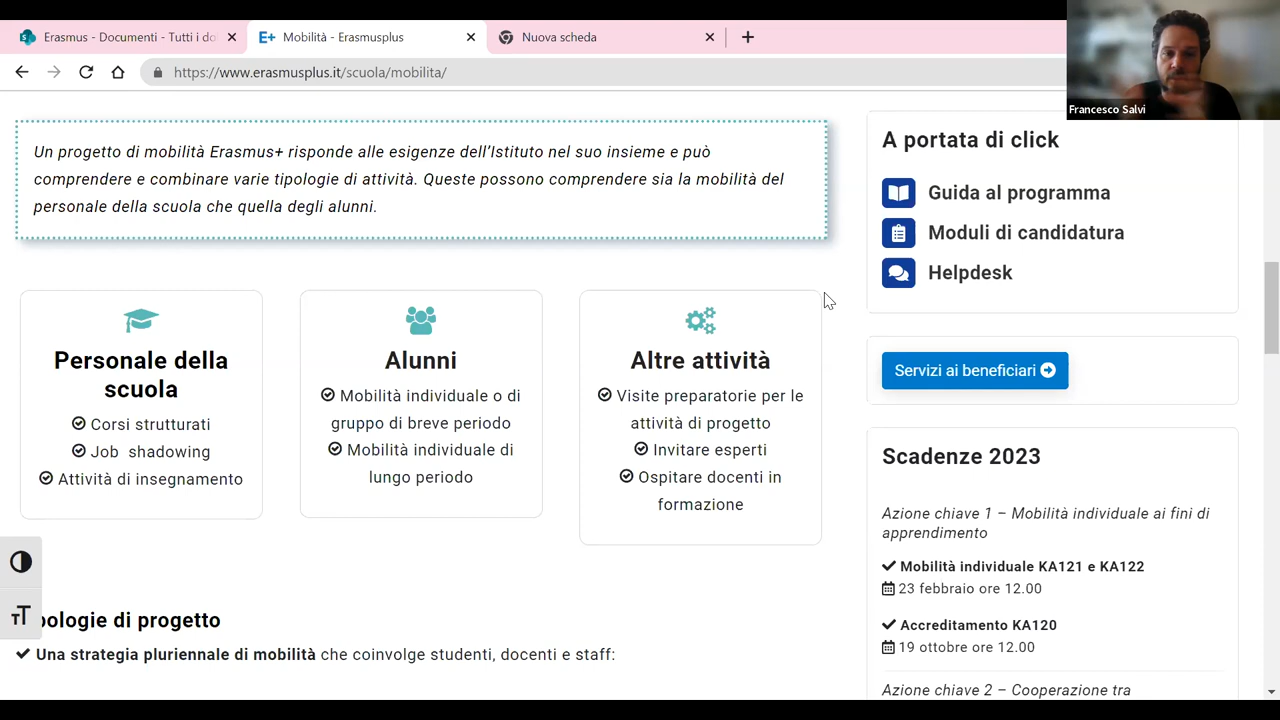 Erasmus - Documenti - Tutti i do
Mobilità - Erasmusplus
Nuova scheda
https://www.erasmusplus.it/scuola/mobilita/
Francesco Salvi
Un progetto di mobilità Erasmus+ risponde alle esigenze dell'Istituto nel suo insieme e può
comprendere e combinare varie tipologie di attività. Queste possono comprendere sia la mobilità del
personale della scuola che quella degli alunni.
Personale della
scuola
Corsi strutturati
Job shadowing
Attività di insegnamento
Alunni
Mobilità individuale o di
gruppo di breve periodo
Mobilità individuale di
lungo periodo
Altre attività
Visite preparatorie per le
attività di progetto
Invitare esperti
Ospitare docenti in
formazione
pologie di progetto
Una strategia pluriennale di mobilità che coinvolge studenti, docenti e staff:
A portata di click
Guida al programma
Moduli di candidatura
Helpdesk
Servizi ai beneficiari
Scadenze 2023
Azione chiave 1 – Mobilità individuale ai fini di
apprendimento
Mobilità individuale KA121 e KA122
23 febbraio ore 12.00
Accreditamento KA120
19 ottobre ore 12.00
Azione chiave 2 – Cooperazione tra